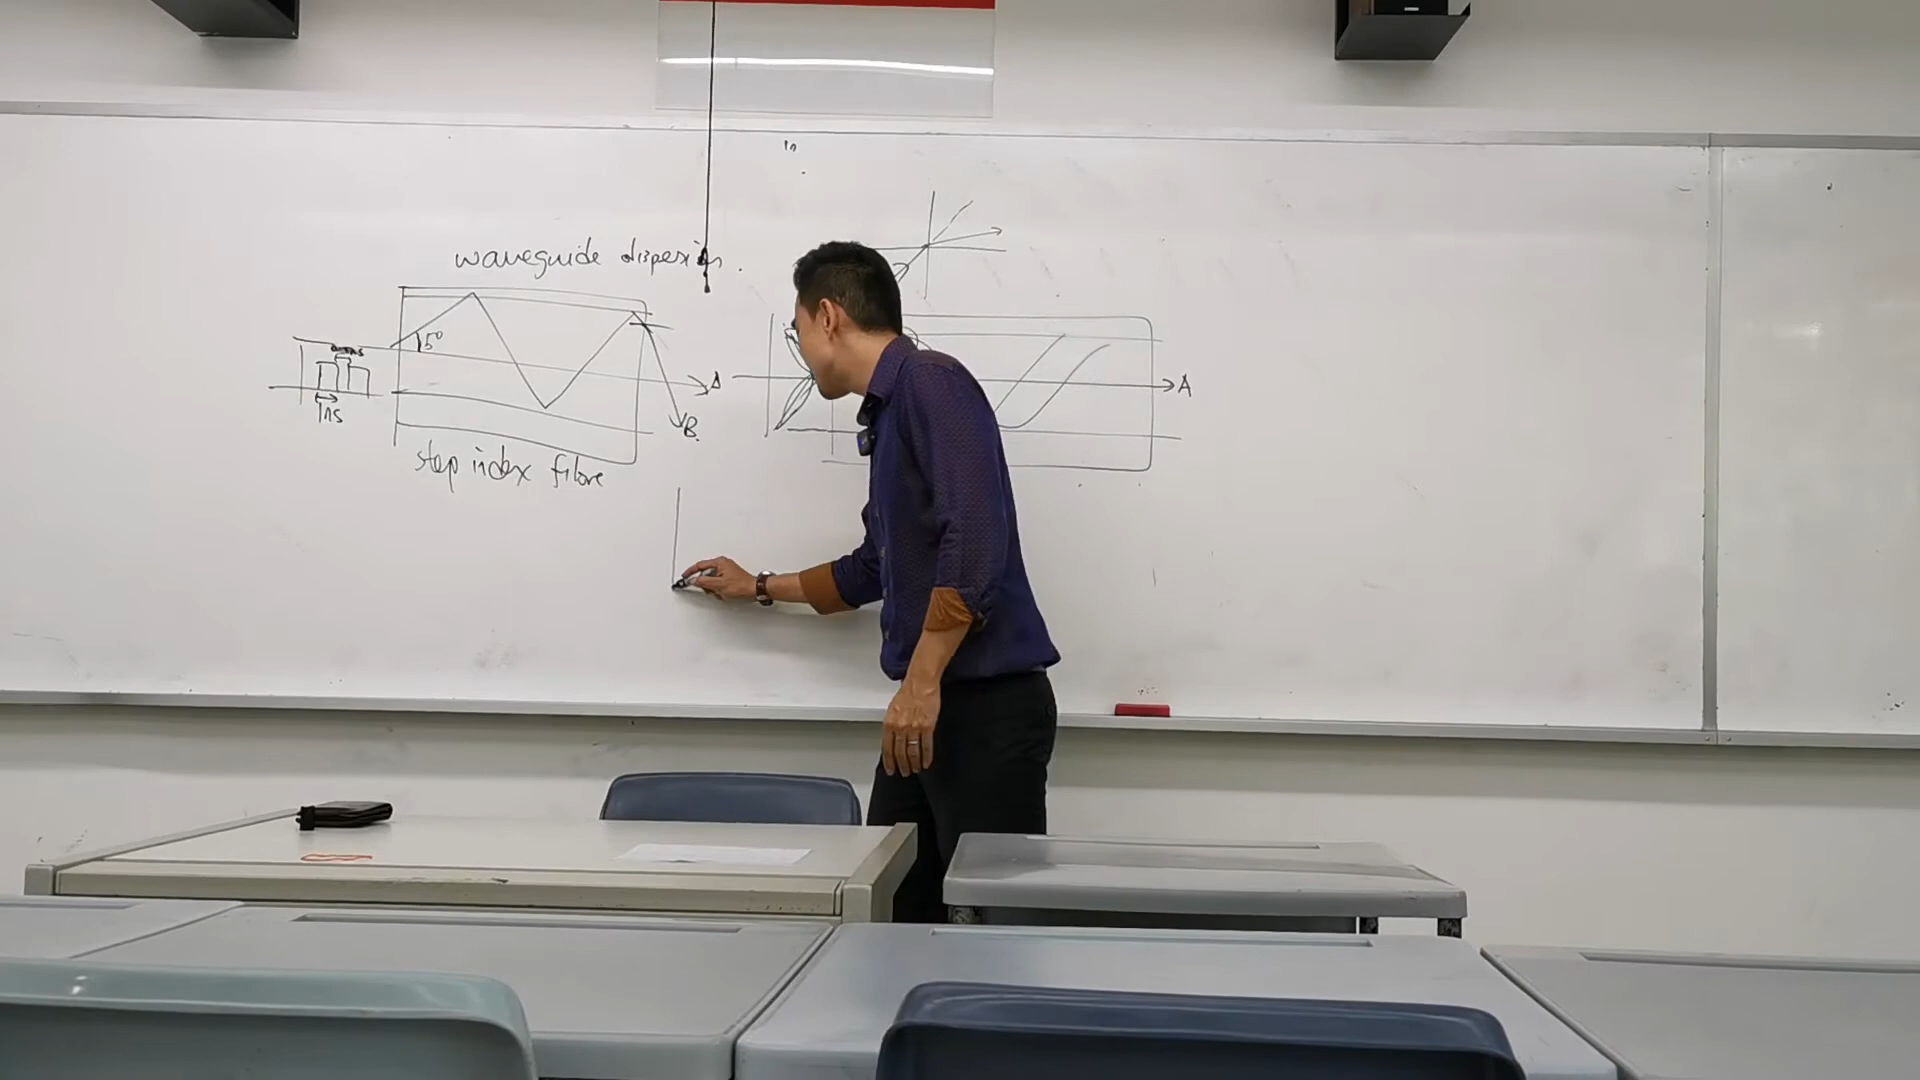 waveguide dispersion.
15°
1ns
A
B.
step index fibre
A